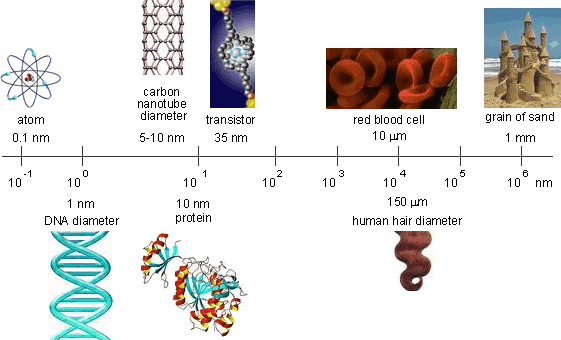 atom
0.1 nm
carbon
nanotube
diameter
5-10 nm
transistor
35 nm
red blood cell
10 μm
grain of sand
1 mm
10⁻¹ 10⁰ 10¹ 10² 10³ 10⁴ 10⁵ 10⁶ nm
1 nm
DNA diameter
10 nm
protein
150 μm
human hair diameter